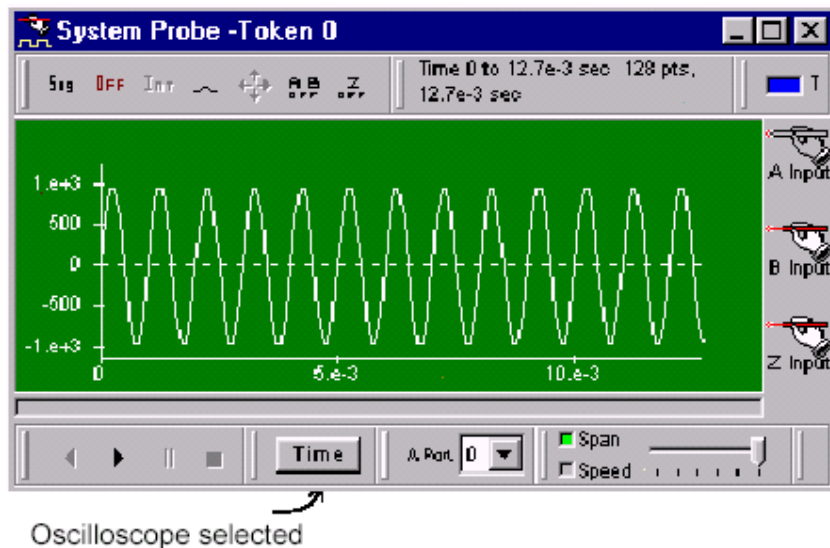 System Probe -Token 0
Sig OFF Int A B OFF Z OFF
Time 0 to 12.7e-3 sec 128 pts,
12.7e-3 sec
T
1.e+3
500
0
-500
-1.e+3
0 5.e-3 10.e-3
A Input
B Input
Z Input
Time
A Port 0
Span
Speed
Oscilloscope selected